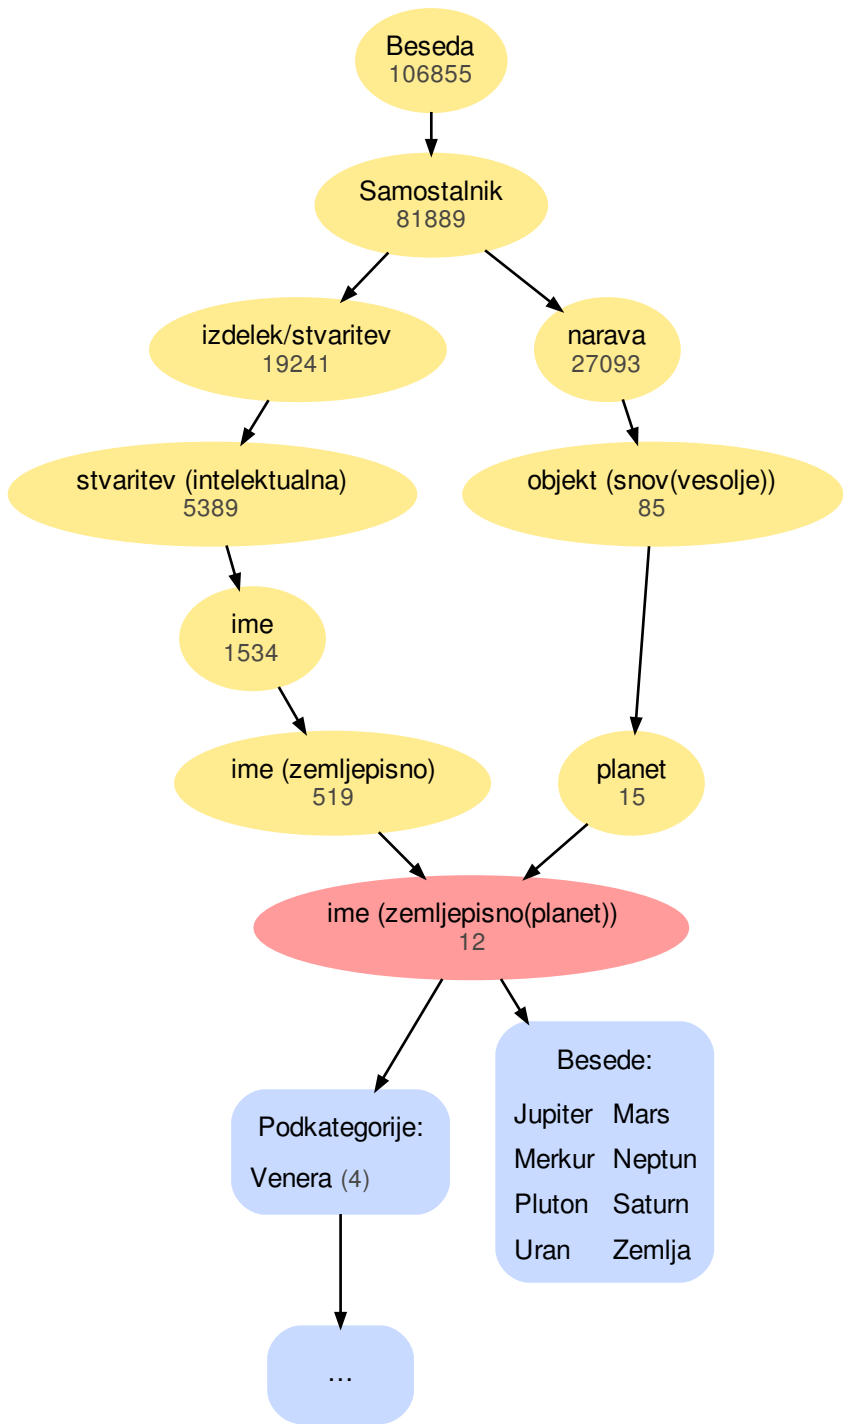 Beseda
106855
Samostalnik
81889
izdelek/stvaritev
19241
narava
27093
stvaritev (intelektualna)
5389
objekt (snov(vesolje))
85
ime
1534
ime (zemljepisno)
519
planet
15
ime (zemljepisno(planet))
12
Podkategorije:
Venera (4)
Besede:
Jupiter Mars
Merkur Neptun
Pluton Saturn
Uran Zemlja
...